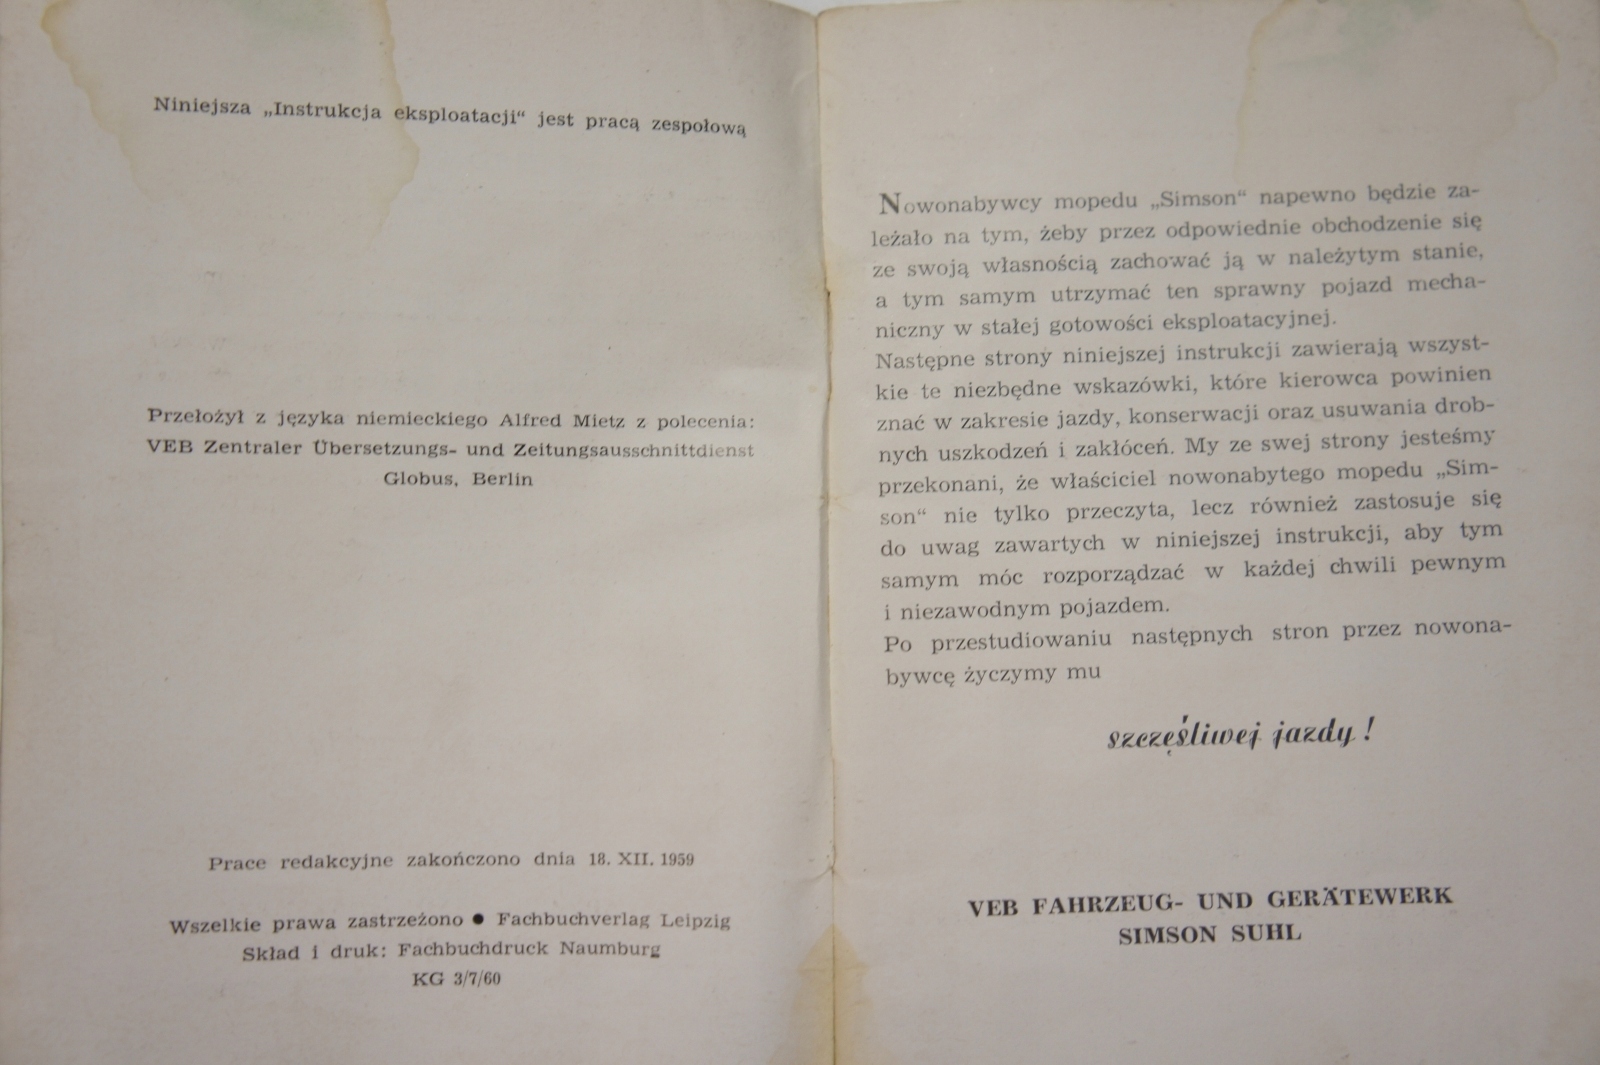 Niniejsza „Instrukcja eksploatacji“ jest pracą zespołową
Przełożył z języka niemieckiego Alfred Mietz z polecenia:
VEB Zentraler Übersetzungs- und Zeitungsausschnittdienst
Globus, Berlin
Prace redakcyjne zakończono dnia 18. XII. 1959
Wszelkie prawa zastrzeżono ● Fachbuchverlag Leipzig
Skład i druk: Fachbuchdruck Naumburg
KG 3/7/60
Nowonabywcy mopedu „Simson“ napewno będzie za-
leżało na tym, żeby przez odpowiednie obchodzenie się
ze swoją własnością zachować ją w należytym stanie,
a tym samym utrzymać ten sprawny pojazd mecha-
niczny w stałej gotowości eksploatacyjnej.
Następne strony niniejszej instrukcji zawierają wszyst-
kie te niezbędne wskazówki, które kierowca powinien
znać w zakresie jazdy, konserwacji oraz usuwania drob-
nych uszkodzeń i zakłóceń. My ze swej strony jesteśmy
przekonani, że właściciel nowonabytego mopedu „Sim-
son“ nie tylko przeczyta, lecz również zastosuje się
do uwag zawartych w niniejszej instrukcji, aby tym
samym móc rozporządzać w każdej chwili pewnym
i niezawodnym pojazdem.
Po przestudiowaniu następnych stron przez nowona-
bywcę życzymy mu
szczęśliwej jazdy!
VEB FAHRZEUG- UND GERÄTEWERK
SIMSON SUHL